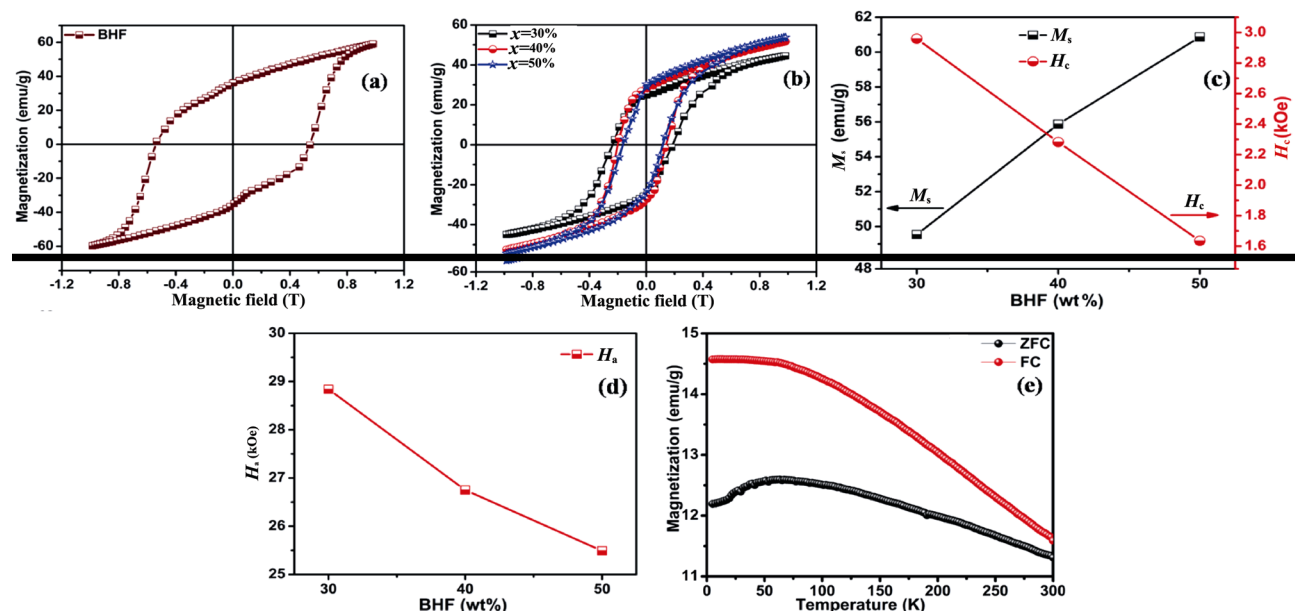 BHF
(a)
Magnetization (emu/g)
60
40
20
0
-20
-40
-60
-1.2 -0.8 -0.4 0.0 0.4 0.8 1.2
Magnetic field (T)
x=30%
x=40%
x=50%
(b)
Magnetization (emu/g)
60
40
20
0
-20
-40
-60
-1.2 -0.8 -0.4 0.0 0.4 0.8 1.2
Magnetic field (T)
Ms
Hc
(c)
Ms (emu/g)
62
60
58
56
54
52
50
48
Ms
Hc
3.0
2.8
2.6
2.4
2.2
2.0
1.8
1.6
Hc(kOe)
30 40 50
BHF (wt%)
Ha
(d)
Ha (kOe)
30
29
28
27
26
25
30 40 50
BHF (wt%)
ZFC
FC
(e)
Magnetization (emu/g)
15
14
13
12
11
0 50 100 150 200 250 300
Temperature (K)